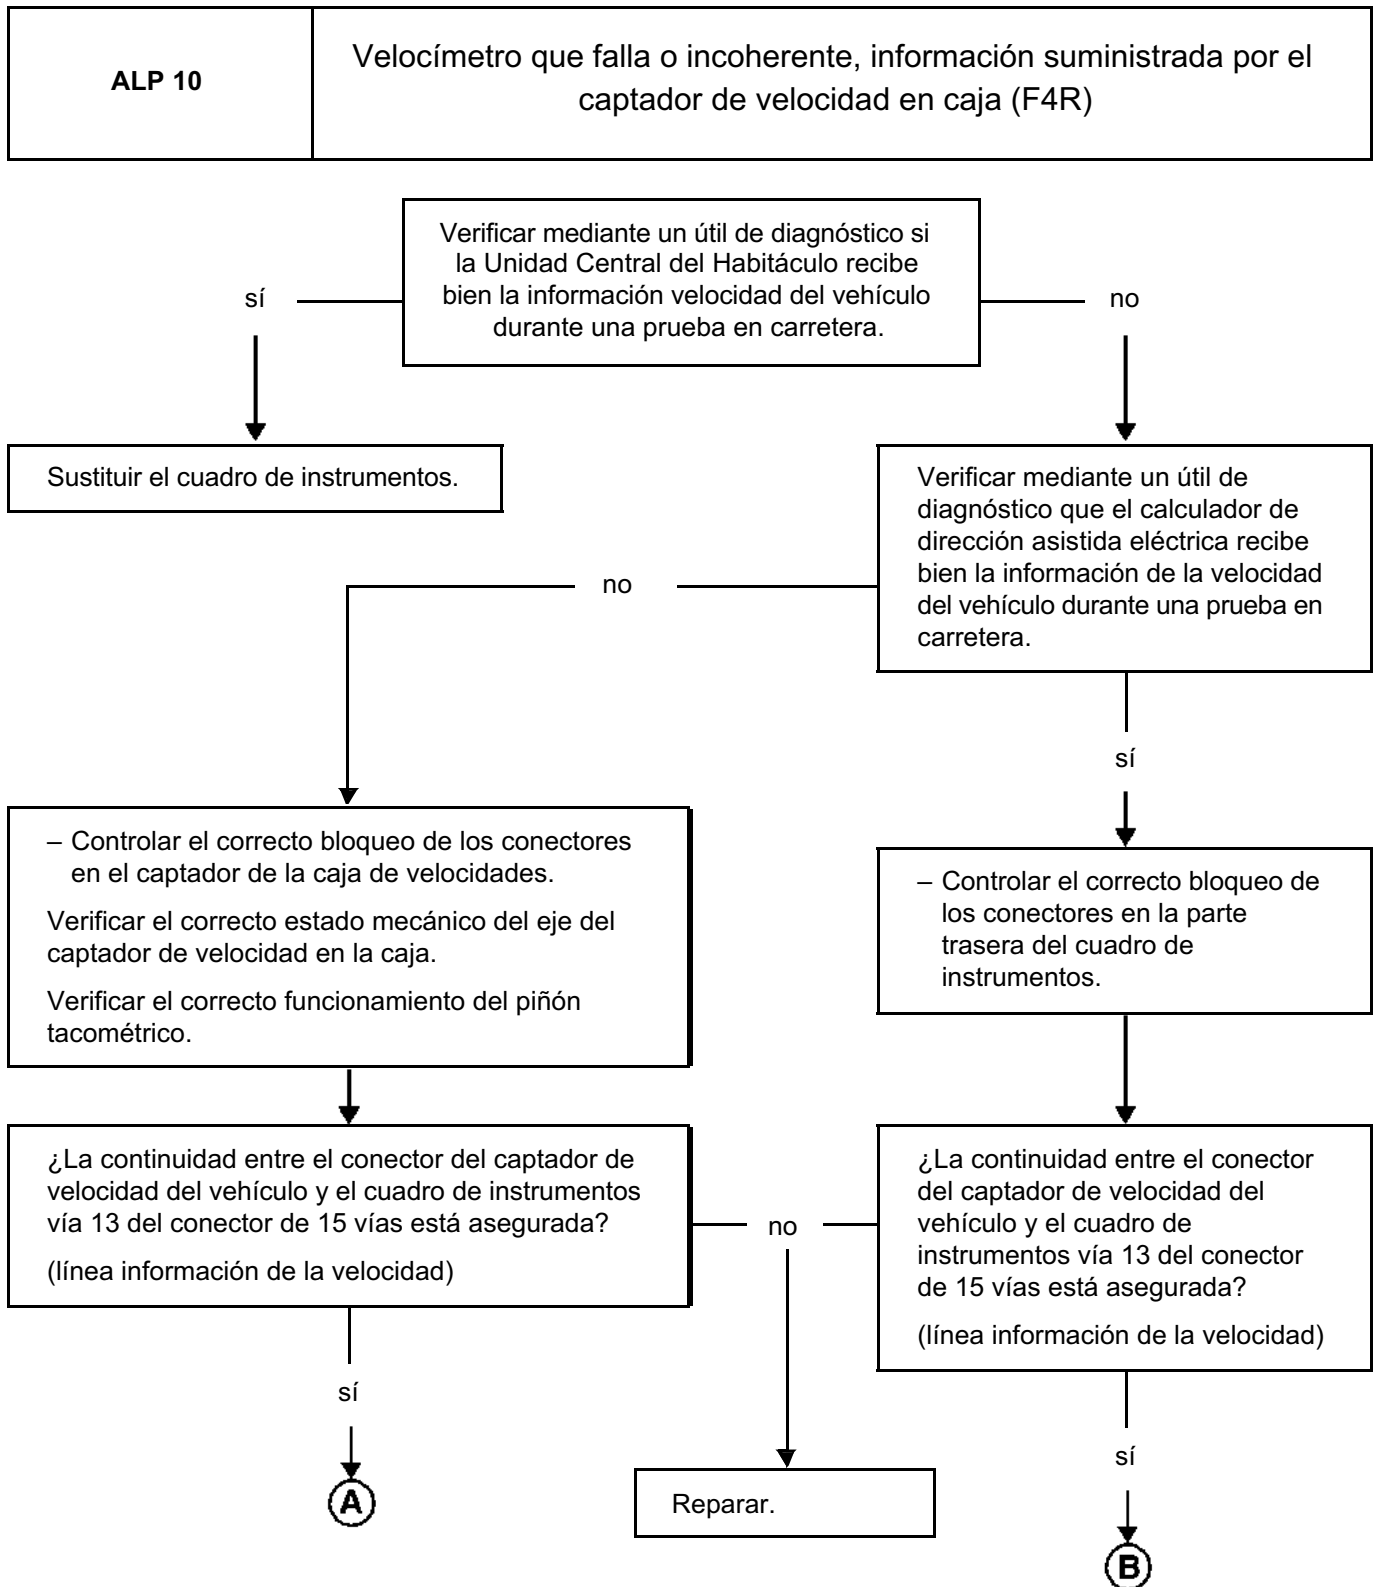 ALP 10
Velocímetro que falla o incoherente, información suministrada por el
captador de velocidad en caja (F4R)
Verificar mediante un útil de diagnóstico si
la Unidad Central del Habitáculo recibe
bien la información velocidad del vehículo
durante una prueba en carretera.
sí
no
Sustituir el cuadro de instrumentos.
Verificar mediante un útil de
diagnóstico que el calculador de
dirección asistida eléctrica recibe
bien la información de la velocidad
del vehículo durante una prueba en
carretera.
no
sí
– Controlar el correcto bloqueo de los conectores
en el captador de la caja de velocidades.
Verificar el correcto estado mecánico del eje del
captador de velocidad en la caja.
Verificar el correcto funcionamiento del piñón
tacométrico.
– Controlar el correcto bloqueo de
los conectores en la parte
trasera del cuadro de
instrumentos.
¿La continuidad entre el conector del captador de
velocidad del vehículo y el cuadro de instrumentos
vía 13 del conector de 15 vías está asegurada?
(línea información de la velocidad)
no
¿La continuidad entre el conector
del captador de velocidad del
vehículo y el cuadro de
instrumentos vía 13 del conector
de 15 vías está asegurada?
(línea información de la velocidad)
sí
sí
A
Reparar.
B